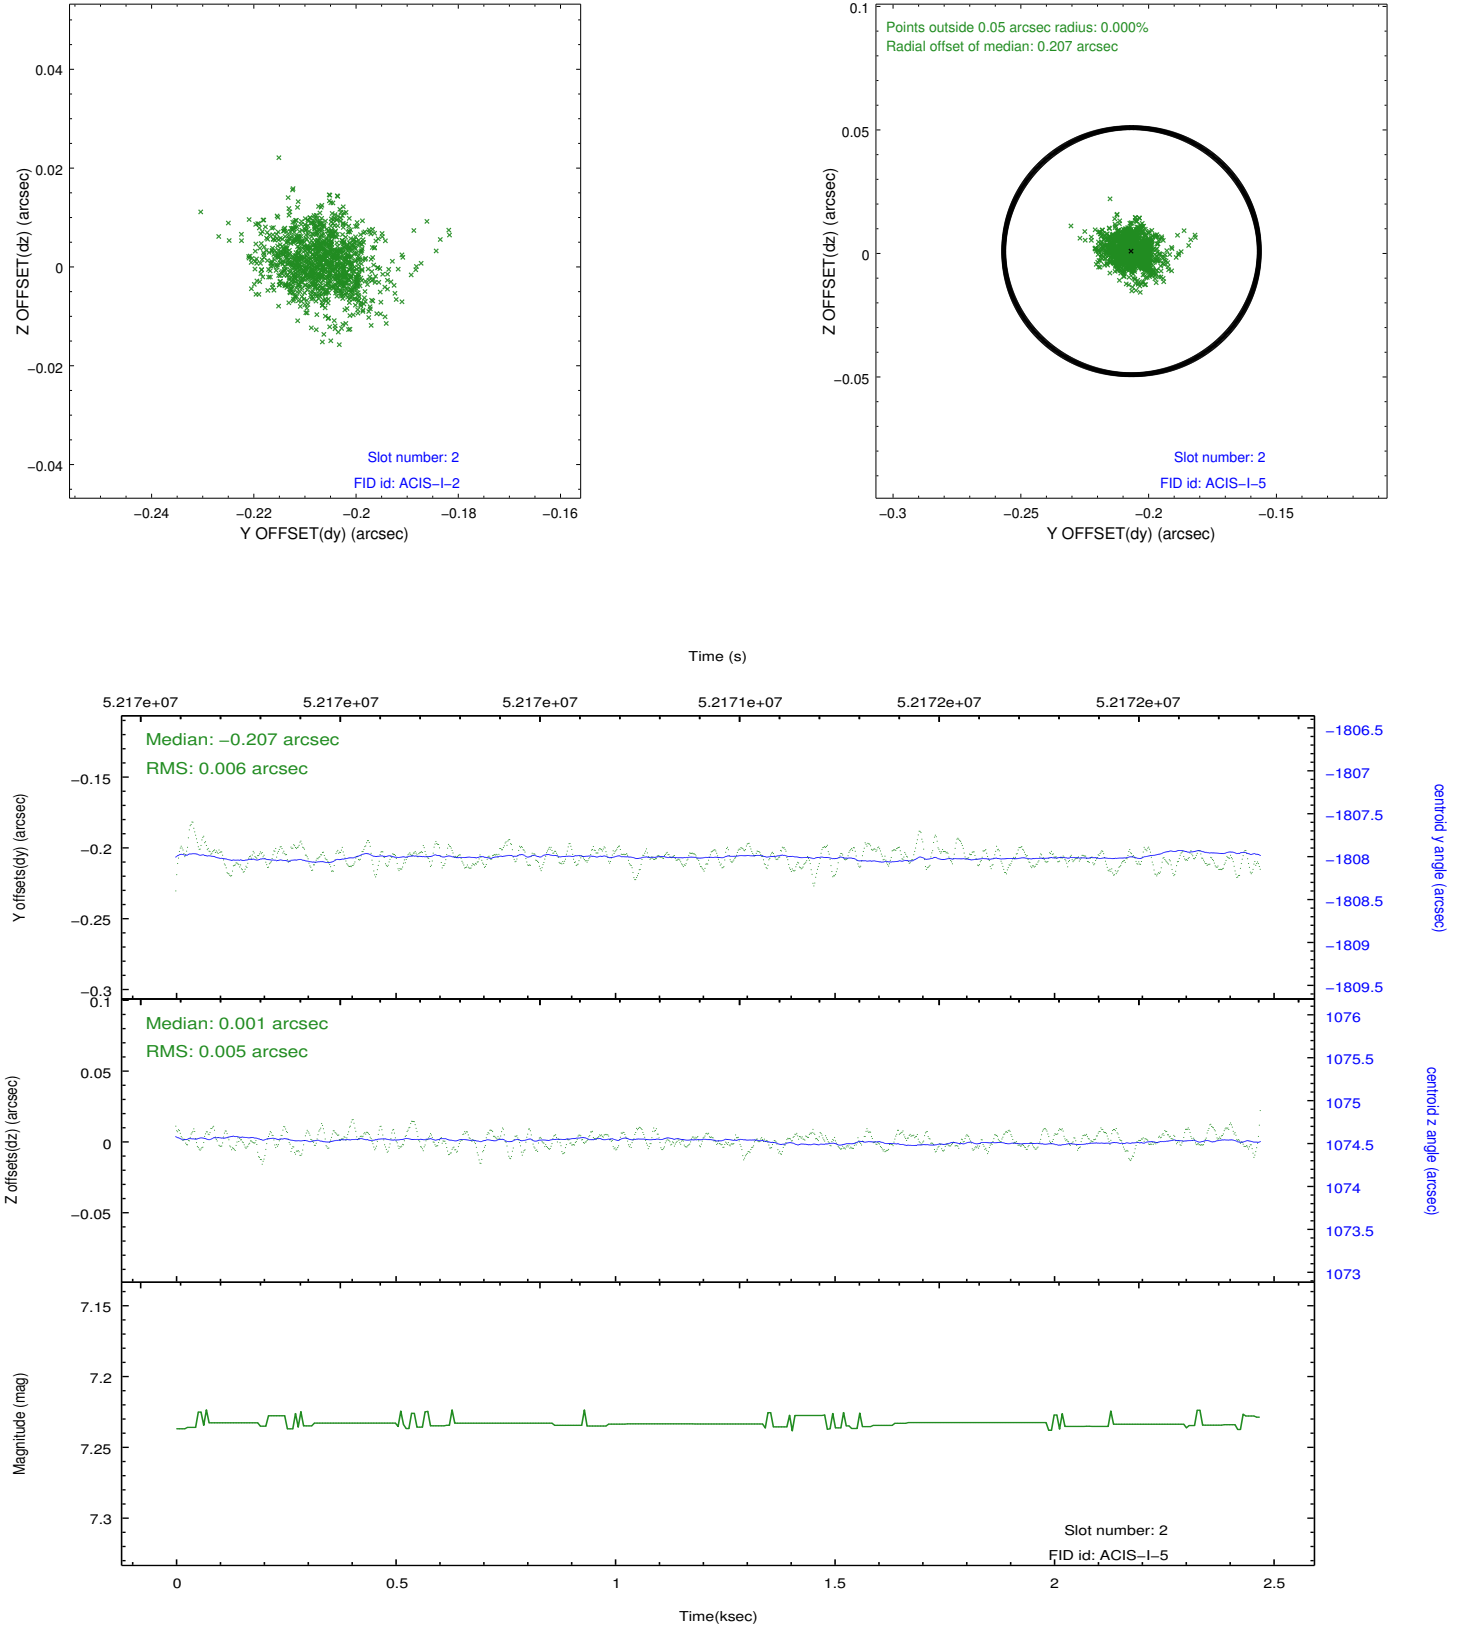 0.04
0.02
0
−0.02
−0.04
Z OFFSET(dz) (arcsec)
Slot number: 2
FID id: ACIS−I−2
−0.24
−0.22
−0.2
−0.18
−0.16
Y OFFSET(dy) (arcsec)
0.1
0.05
0
−0.05
Z OFFSET(dz) (arcsec)
Points outside 0.05 arcsec radius: 0.000%
Radial offset of median: 0.207 arcsec
Slot number: 2
FID id: ACIS−I−5
−0.3
−0.25
−0.2
−0.15
Y OFFSET(dy) (arcsec)
Time (s)
5.217e+07
5.217e+07
5.217e+07
5.2171e+07
5.2172e+07
5.2172e+07
Median: −0.207 arcsec
RMS: 0.006 arcsec
−0.15
−0.2
−0.25
−0.3
Y offsets(dy) (arcsec)
−1806.5
−1807
−1807.5
−1808
−1808.5
−1809
−1809.5
centroid y angle (arcsec)
Median: 0.001 arcsec
RMS: 0.005 arcsec
0.1
0.05
0
−0.05
Z offsets(dz) (arcsec)
1076
1075.5
1075
1074.5
1074
1073.5
1073
centroid z angle (arcsec)
7.15
7.2
7.25
7.3
Magnitude (mag)
Slot number: 2
FID id: ACIS−I−5
0
0.5
1
1.5
2
2.5
Time(ksec)